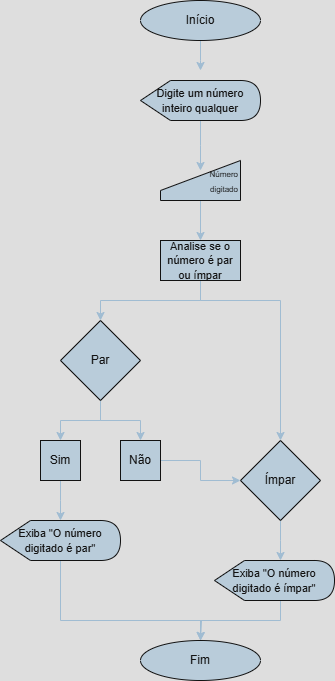 Início
Digite um número
inteiro qualquer
Número
digitado
Analise se o
número é par
ou ímpar
Par
Sim
Não
Ímpar
Exiba "O número
digitado é par"
Exiba "O número
digitado é ímpar"
Fim